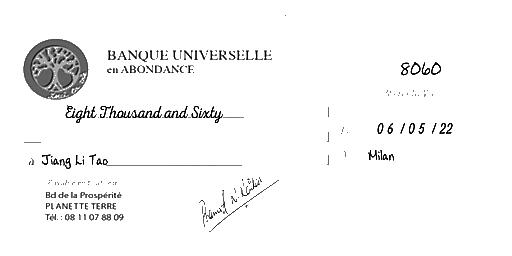 BANQUE UNIVERSELLE
en ABONDANCE
8060
Eight Thousand and Sixty
06/05/22
à Jiang Li Tao
Milan
Bd de la Prospérité
PLANETTE TERRE
Tél. : 08 11 07 88 09